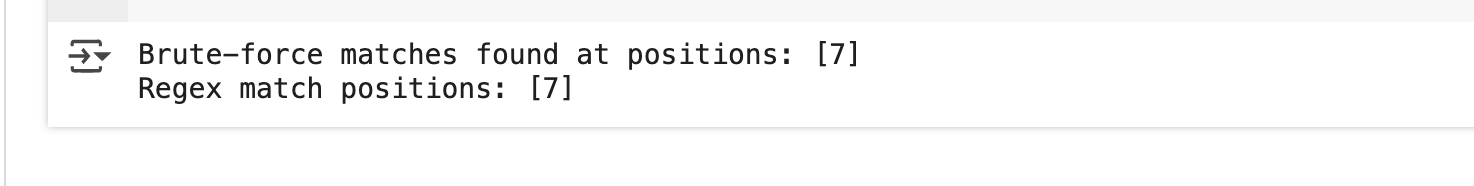 Brute-force matches found at positions: [7]
Regex match positions: [7]